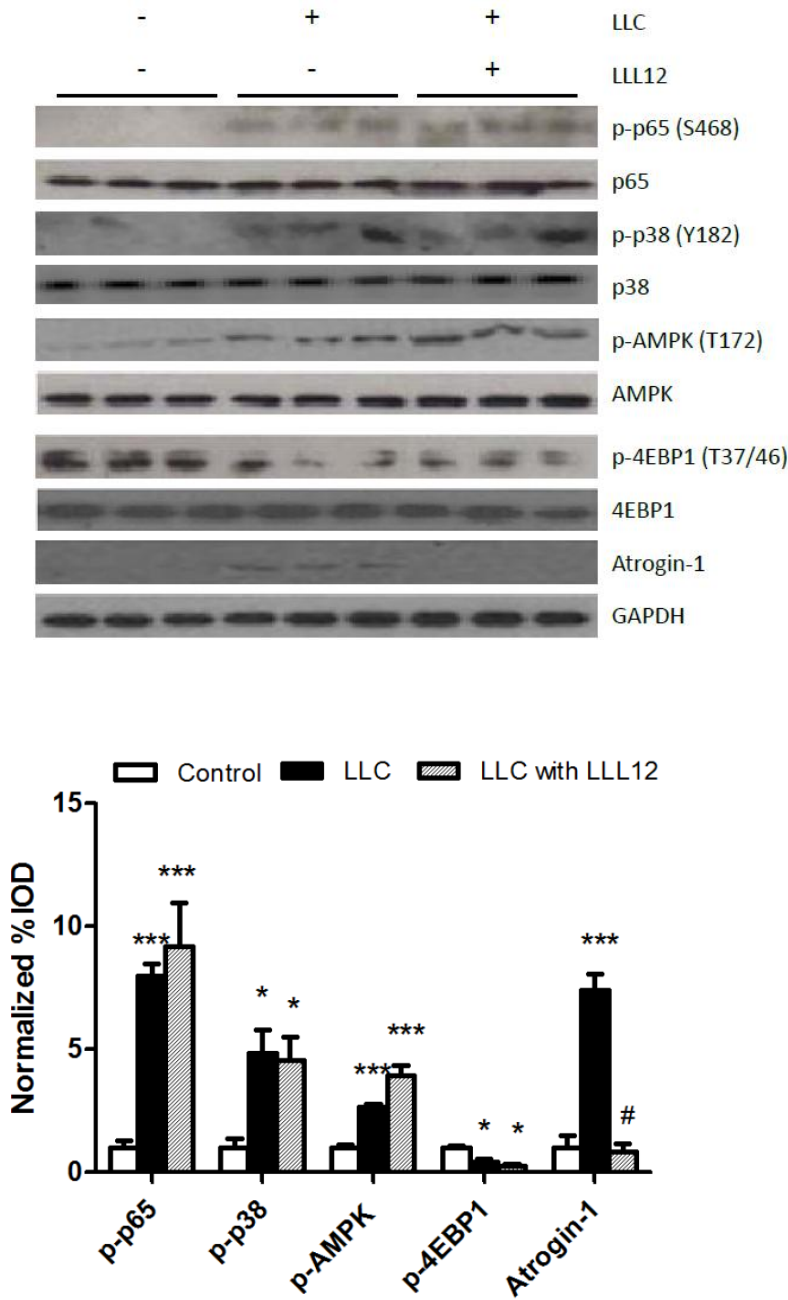 - + + LLC
- - + LLL12
p-p65 (S468)
p65
p-p38 (Y182)
p38
p-AMPK (T172)
AMPK
p-4EBP1 (T37/46)
4EBP1
Atrogin-1
GAPDH
Control LLC LLC with LLL12
Normalized %IOD
15
10
5
0
*** *** * * *** *** * * *** #
p-p65 p-p38 p-AMPK p-4EBP1 Atrogin-1